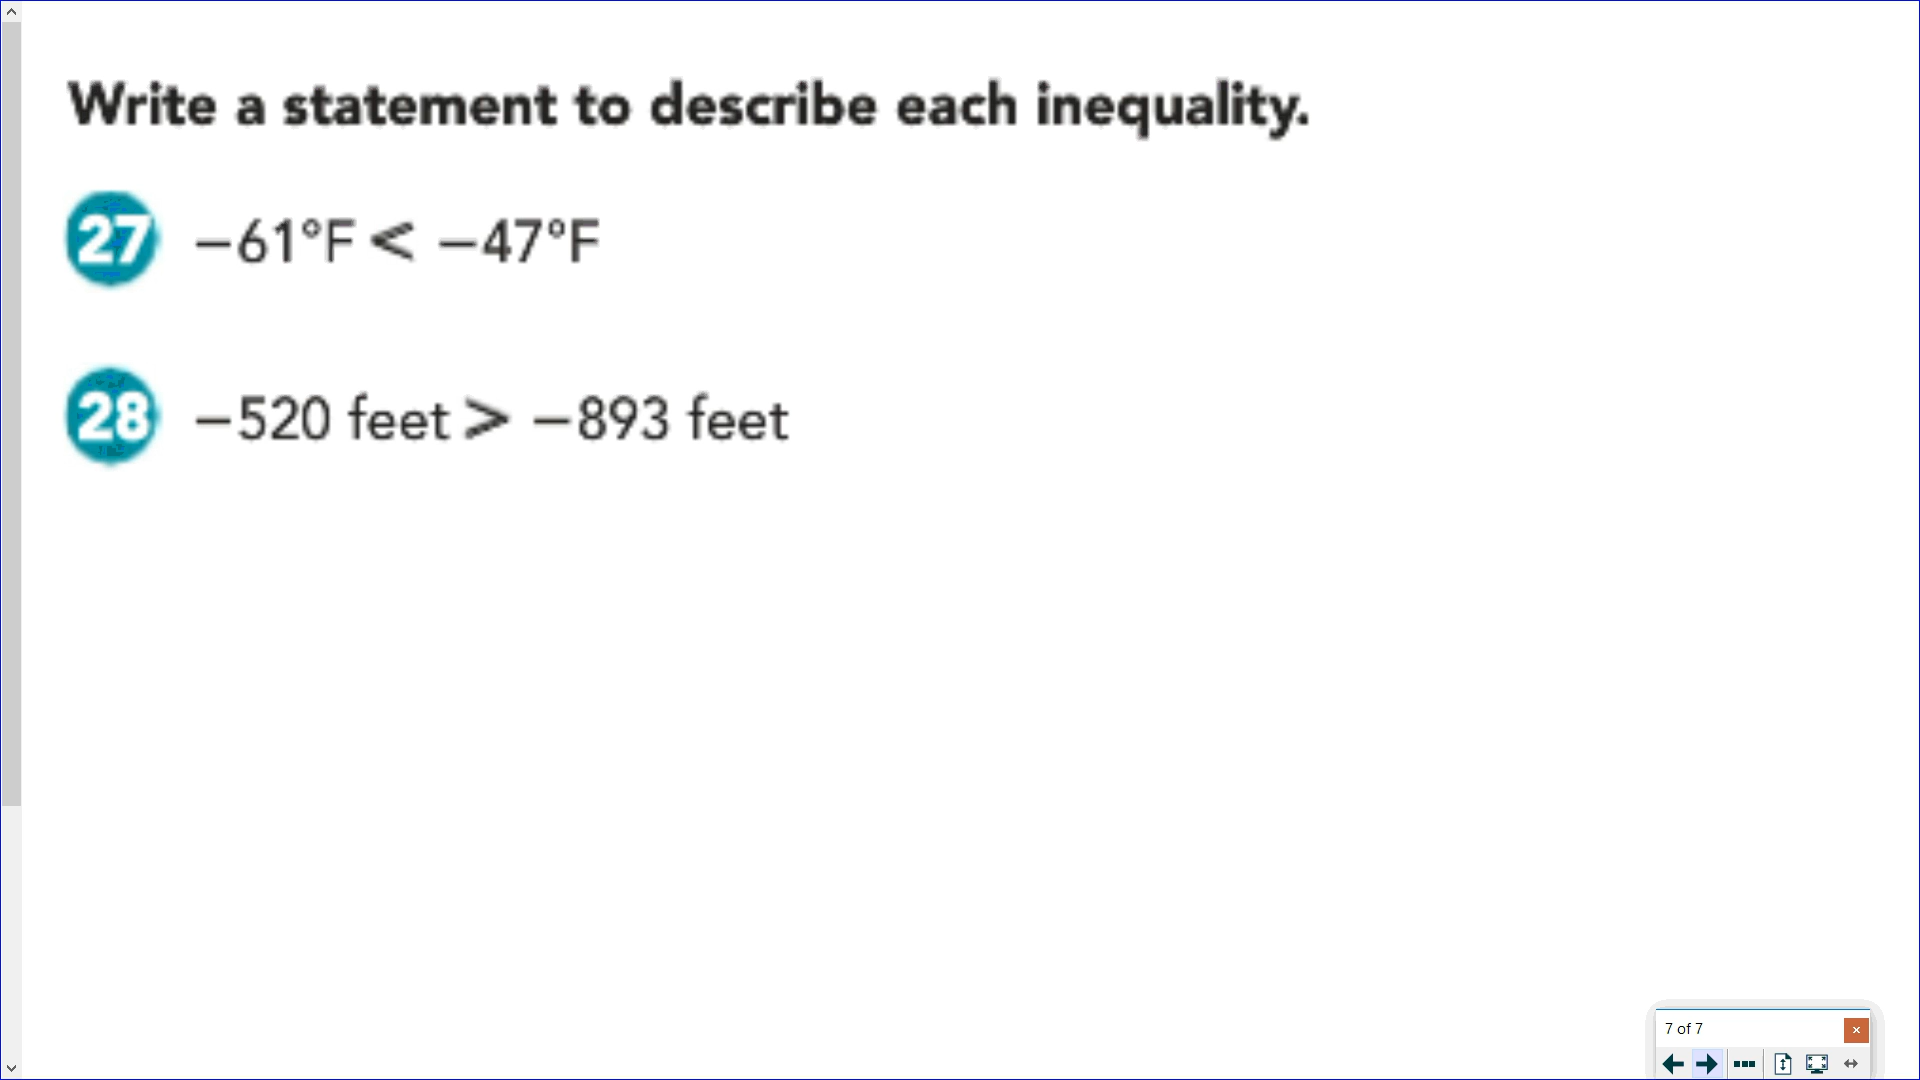 Write a statement to describe each inequality.
27 −61°F < −47°F
28 −520 feet > −893 feet
7 of 7